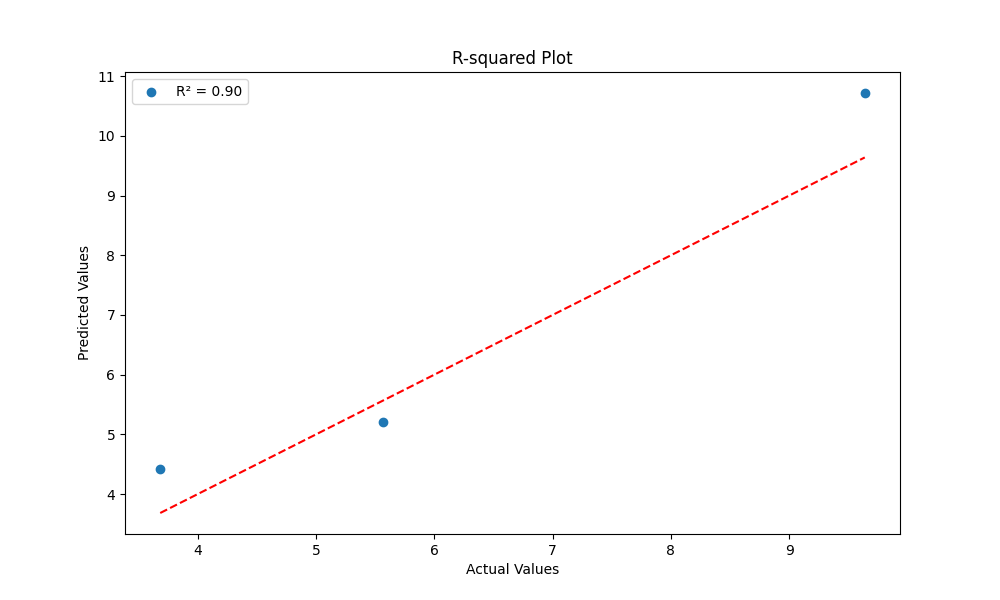 R-squared Plot
R² = 0.90
11
10
9
8
7
6
5
4
Predicted Values
4 5 6 7 8 9
Actual Values